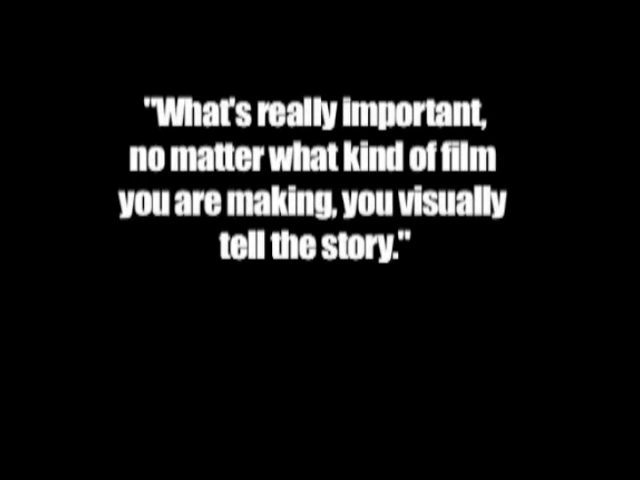 "What's really important,
no matter what kind of film
you are making, you visually
tell the story."